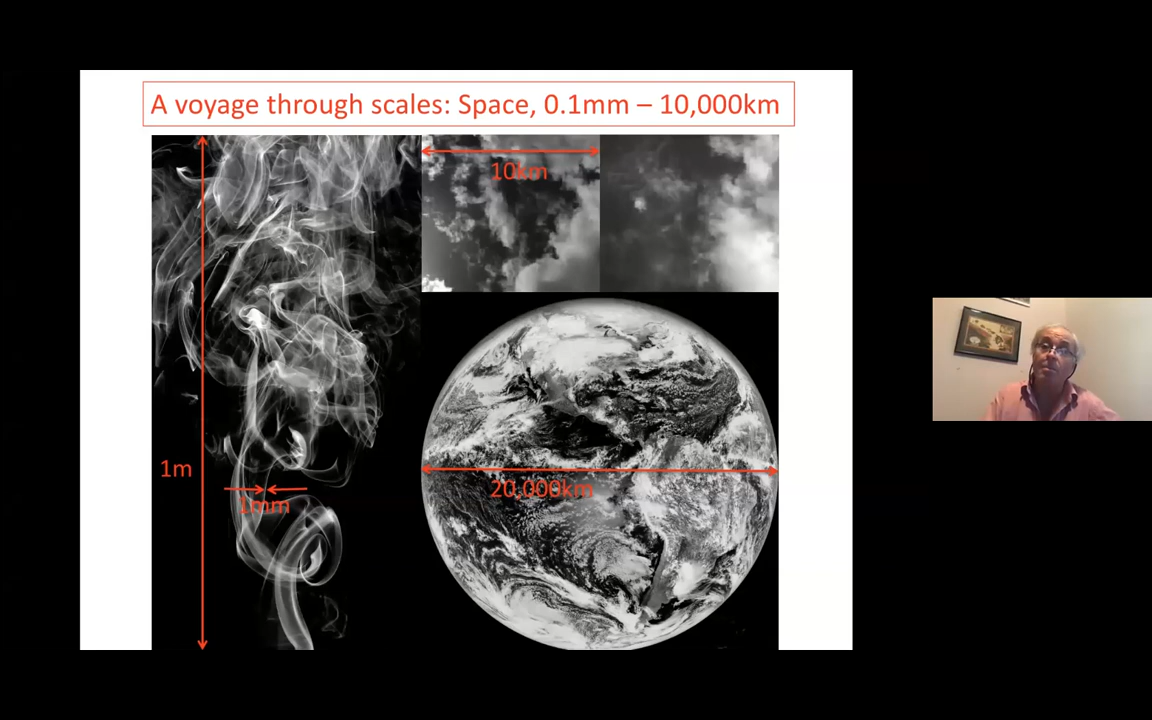 A voyage through scales: Space, 0.1mm – 10,000km
10km
1m
1mm
20,000km